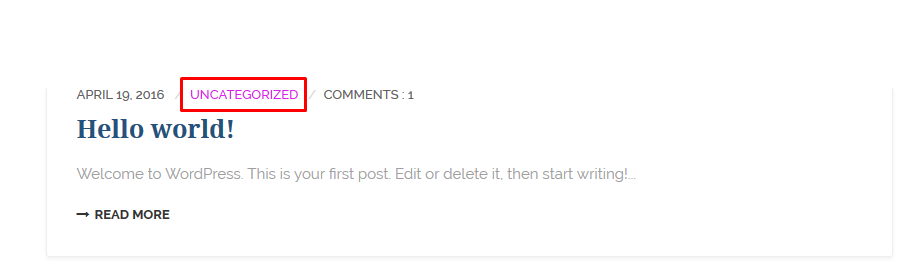 APRIL 19, 2016 / UNCATEGORIZED / COMMENTS : 1
Hello world!
Welcome to WordPress. This is your first post. Edit or delete it, then start writing!...
→ READ MORE